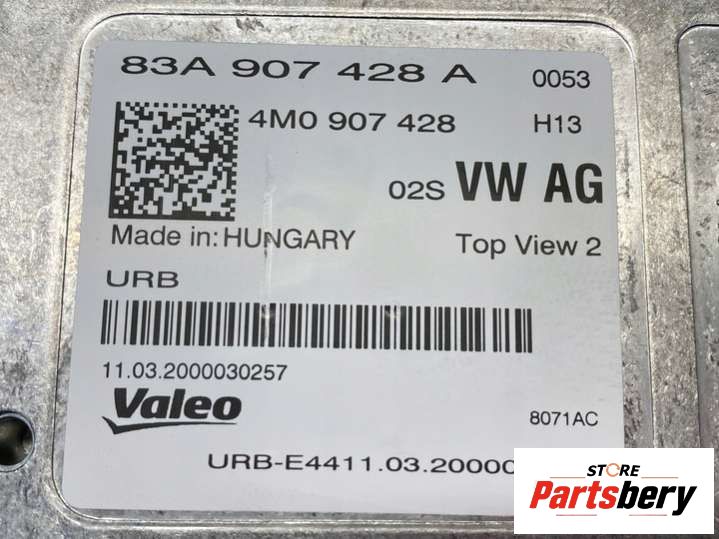 83A 907 428 A 0053
4M0 907 428 H13
02S VW AG
Made in: HUNGARY Top View 2
URB
11.03.2000030257
Valeo
8071AC
URB-E4411.03.2000
STORE
Partsbery